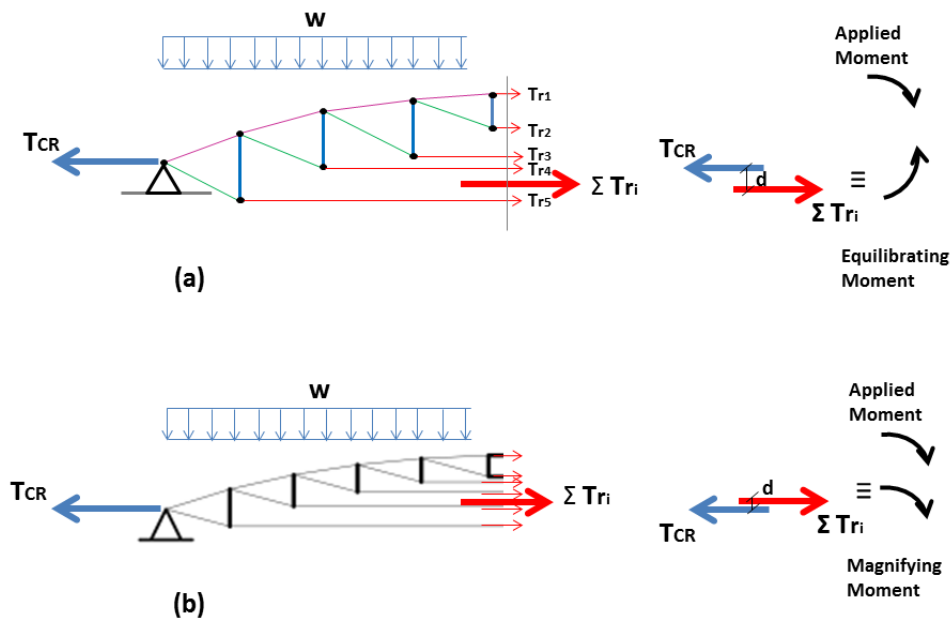 W
Applied
Moment
Tr1
Tr2
TCR
Tr3
Tr4
Σ Tri
Tr5
TCR
d
≡
Σ Tri
Equilibrating
Moment
(a)
W
Applied
Moment
TCR
Σ Tri
d
≡
TCR
Σ Tri
Magnifying
Moment
(b)